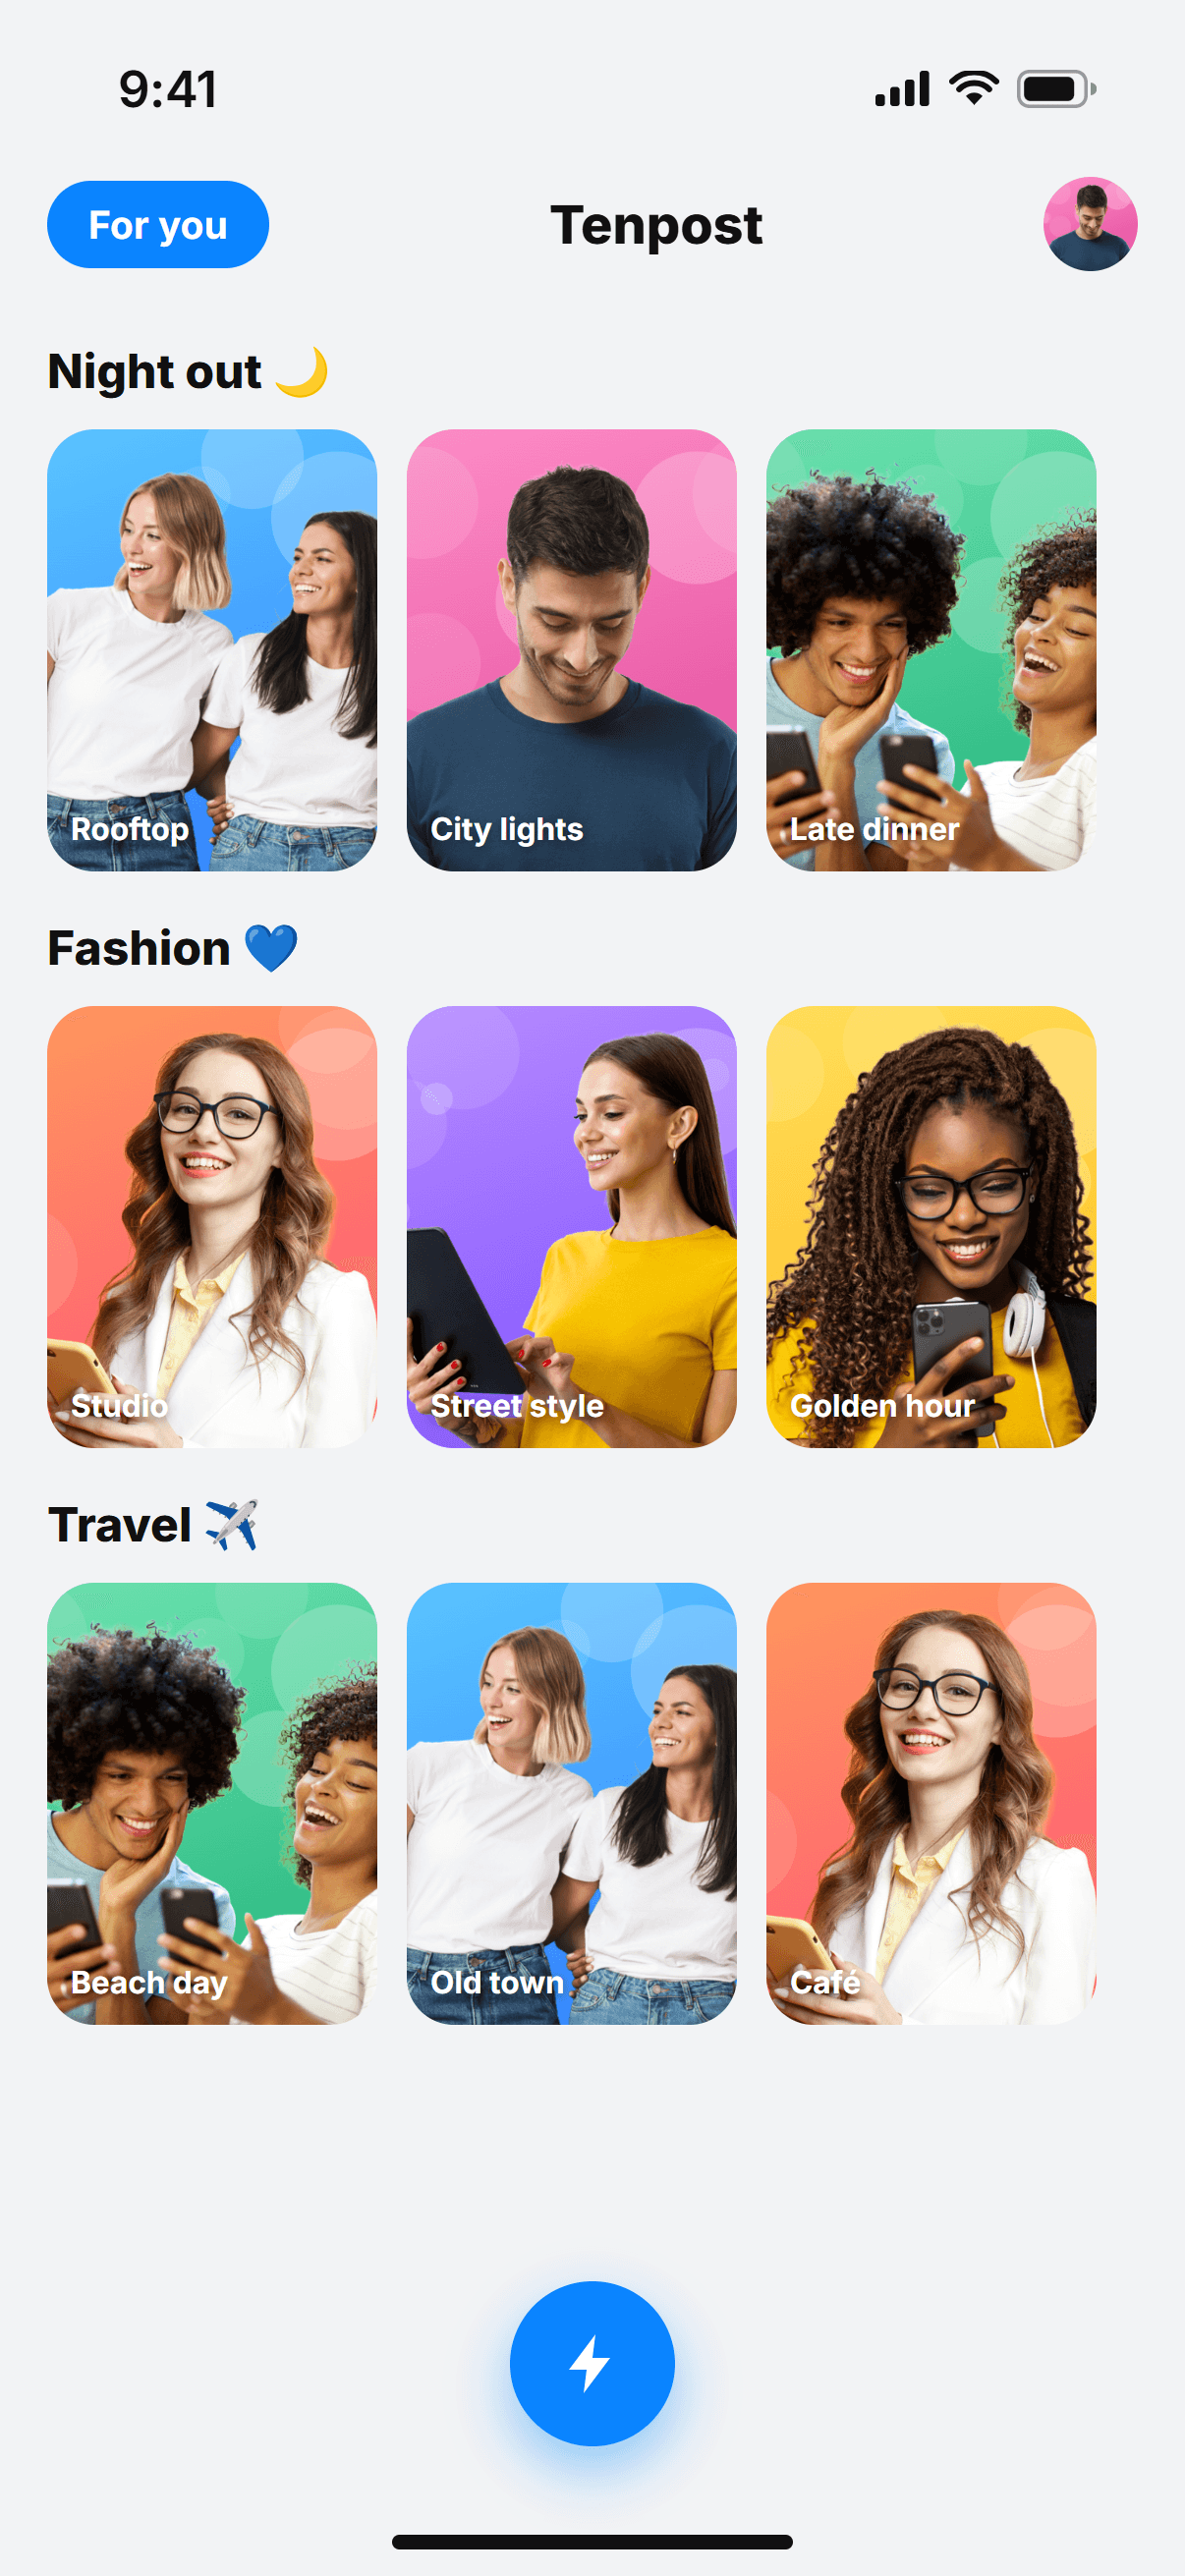 9:41
For you
Tenpost
Night out 🌙
Rooftop
City lights
Late dinner
Fashion 💙
Studio
Street style
Golden hour
Travel ✈️
Beach day
Old town
Café